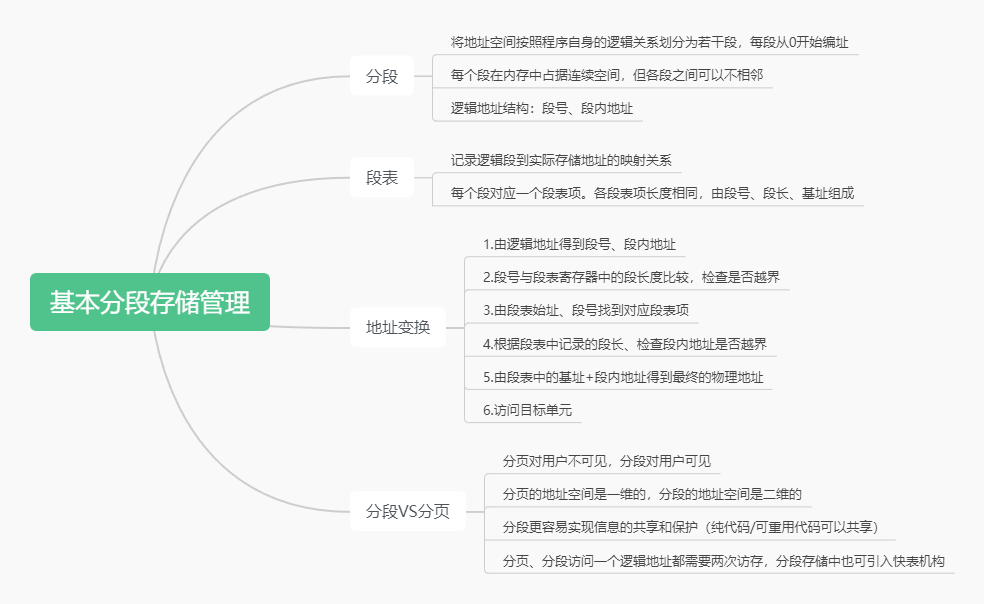 基本分段存储管理
分段
将地址空间按照程序自身的逻辑关系划分为若干段，每段从0开始编址
每个段在内存中占据连续空间，但各段之间可以不相邻
逻辑地址结构：段号、段内地址
段表
记录逻辑段到实际存储地址的映射关系
每个段对应一个段表项。各段表项长度相同，由段号、段长、基址组成
地址变换
1.由逻辑地址得到段号、段内地址
2.段号与段表寄存器中的段长度比较，检查是否越界
3.由段表始址、段号找到对应段表项
4.根据段表中记录的段长、检查段内地址是否越界
5.由段表中的基址+段内地址得到最终的物理地址
6.访问目标单元
分段VS分页
分页对用户不可见，分段对用户可见
分页的地址空间是一维的，分段的地址空间是二维的
分段更容易实现信息的共享和保护（纯代码/可重用代码可以共享）
分页、分段访问一个逻辑地址都需要两次访存，分段存储中也可引入快表机构